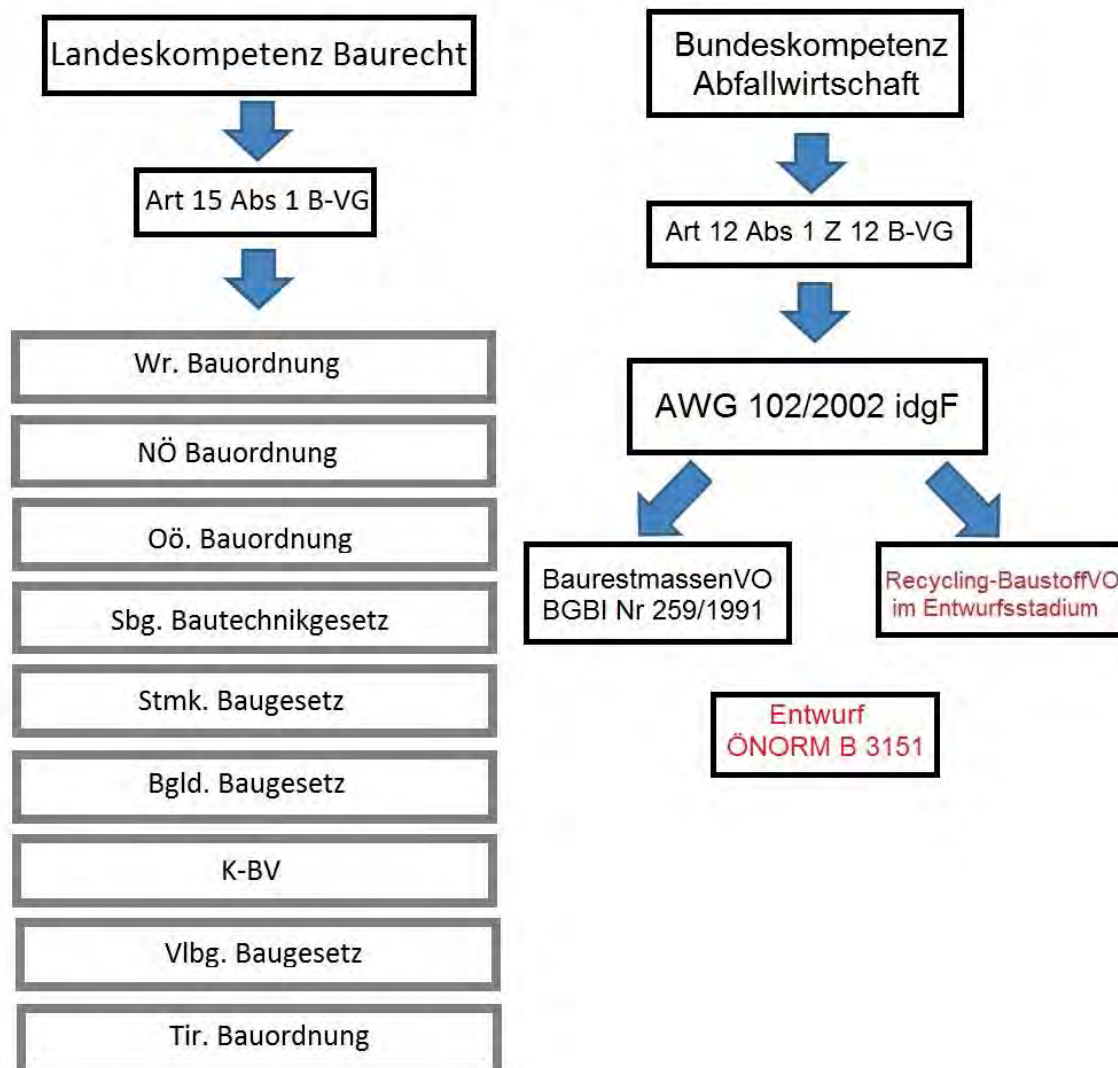 Landeskompetenz Baurecht
Art 15 Abs 1 B-VG
Wr. Bauordnung
NÖ Bauordnung
Oö. Bauordnung
Sbg. Bautechnikgesetz
Stmk. Baugesetz
Bgld. Baugesetz
K-BV
Vlbg. Baugesetz
Tir. Bauordnung
Bundeskompetenz
Abfallwirtschaft
Art 12 Abs 1 Z 12 B-VG
AWG 102/2002 idgF
BaurestmassenVO
BGBl Nr 259/1991
Recycling-BaustoffVO
im Entwurfsstadium
Entwurf
ÖNORM B 3151